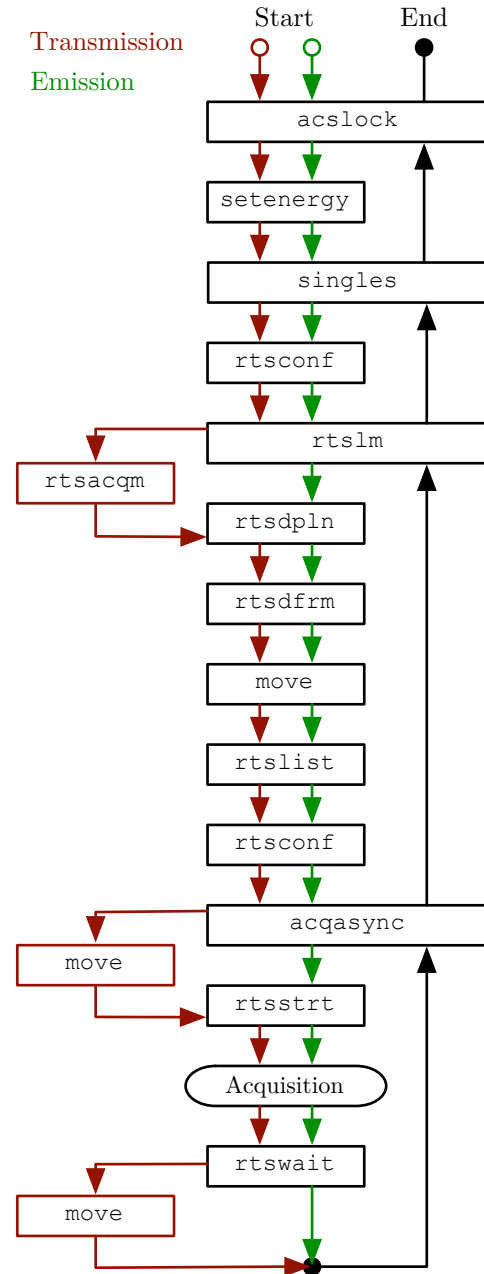 Start End
Transmission
Emission
acslock
setenergy
singles
rtsconf
rtslm
rtsacqm
rtsdpln
rtsdfrm
move
rtslist
rtsconf
acqasync
move
rtsstrt
Acquisition
rtswait
move